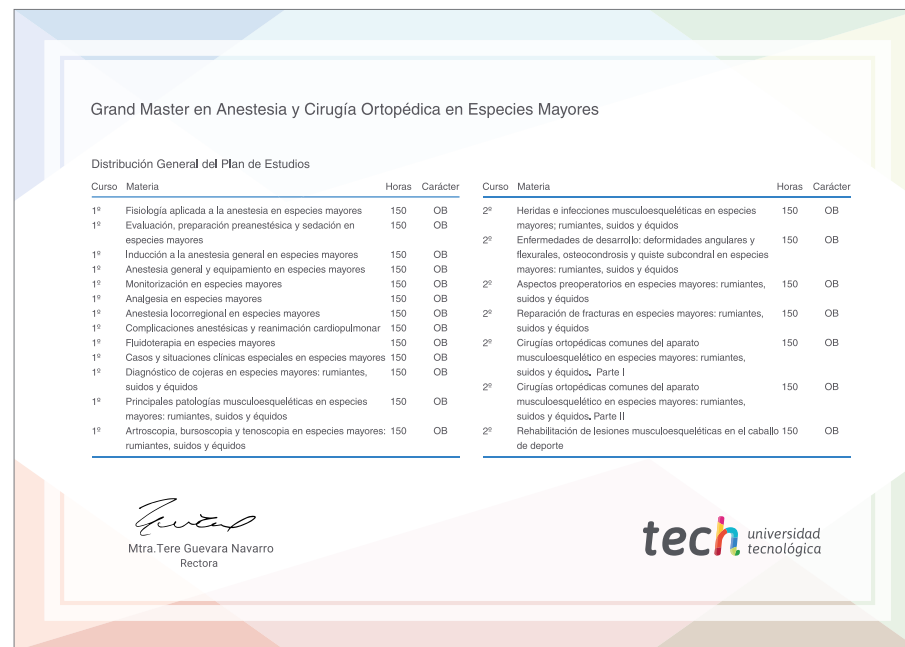 Grand Master en Anestesia y Cirugía Ortopédica en Especies Mayores
Distribución General del Plan de Estudios
Curso Materia Horas Carácter
1º Fisiología aplicada a la anestesia en especies mayores 150 OB
1º Evaluación, preparación preanestésica y sedación en 150 OB
especies mayores
1º Inducción a la anestesia general en especies mayores 150 OB
1º Anestesia general y equipamiento en especies mayores 150 OB
1º Monitorización en especies mayores 150 OB
1º Analgesia en especies mayores 150 OB
1º Anestesia locorregional en especies mayores 150 OB
1º Complicaciones anestésicas y reanimación cardiopulmonar 150 OB
1º Fluidoterapia en especies mayores 150 OB
1º Casos y situaciones clínicas especiales en especies mayores 150 OB
1º Diagnóstico de cojeras en especies mayores: rumiantes, 150 OB
suidos y équidos
1º Principales patologías musculoesqueléticas en especies 150 OB
mayores: rumiantes, suidos y équidos
1º Artroscopia, bursoscopia y tenoscopia en especies mayores: 150 OB
rumiantes, suidos y équidos
Curso Materia Horas Carácter
2º Heridas e infecciones musculoesqueléticas en especies 150 OB
mayores; rumiantes, suidos y équidos
2º Enfermedades de desarrollo: deformidades angulares y 150 OB
flexurales, osteocondrosis y quiste subcondral en especies
mayores: rumiantes, suidos y équidos
2º Aspectos preoperatorios en especies mayores: rumiantes, 150 OB
suidos y équidos
2º Reparación de fracturas en especies mayores: rumiantes, 150 OB
suidos y équidos
2º Cirugías ortopédicas comunes del aparato 150 OB
musculoesquelético en especies mayores: rumiantes,
suidos y équidos. Parte I
2º Cirugías ortopédicas comunes del aparato 150 OB
musculoesquelético en especies mayores: rumiantes,
suidos y équidos. Parte II
2º Rehabilitación de lesiones musculoesqueléticas en el caballo 150 OB
de deporte
Mtra.Tere Guevara Navarro
Rectora
tech universidad
tecnológica